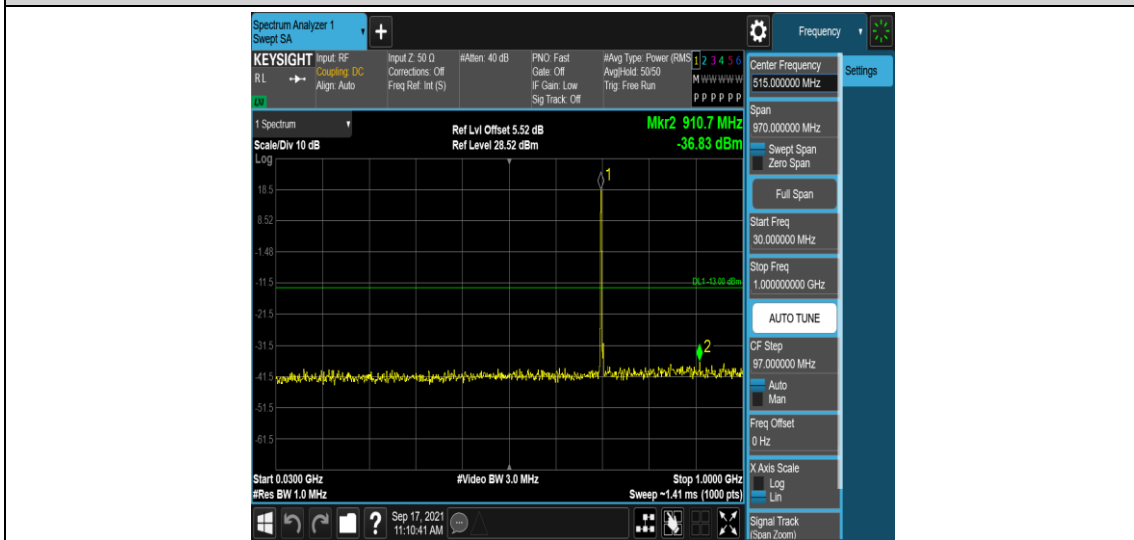 Spectrum Analyzer 1
Swept SA
+
Frequency
KEYSIGHT
RL
LXI
Input: RF
Coupling: DC
Align: Auto
Input Z: 50 Ω
Corrections: Off
Freq Ref: Int (S)
#Atten: 40 dB
PNO: Fast
Gate: Off
IF Gain: Low
Sig Track: Off
#Avg Type: Power (RMS
Avg|Hold: 50/50
Trig: Free Run
1 2 3 4 5 6
M W W W W W
P P P P P P
1 Spectrum
Scale/Div 10 dB
Log
Ref Lvl Offset 5.52 dB
Ref Level 28.52 dBm
Mkr2 910.7 MHz
-36.83 dBm
1
18.5
8.52
-1.48
-11.5
DL1 -13.00 dBm
-21.5
-31.5
2
-41.5
-51.5
-61.5
Start 0.0300 GHz
#Res BW 1.0 MHz
#Video BW 3.0 MHz
Stop 1.0000 GHz
Sweep ~1.41 ms (1000 pts)
?
Sep 17, 2021
11:10:41 AM
Center Frequency
515.000000 MHz
Settings
Span
970.000000 MHz
Swept Span
Zero Span
Full Span
Start Freq
30.000000 MHz
Stop Freq
1.000000000 GHz
AUTO TUNE
CF Step
97.000000 MHz
Auto
Man
Freq Offset
0 Hz
X Axis Scale
Log
Lin
Signal Track
(Span Zoom)